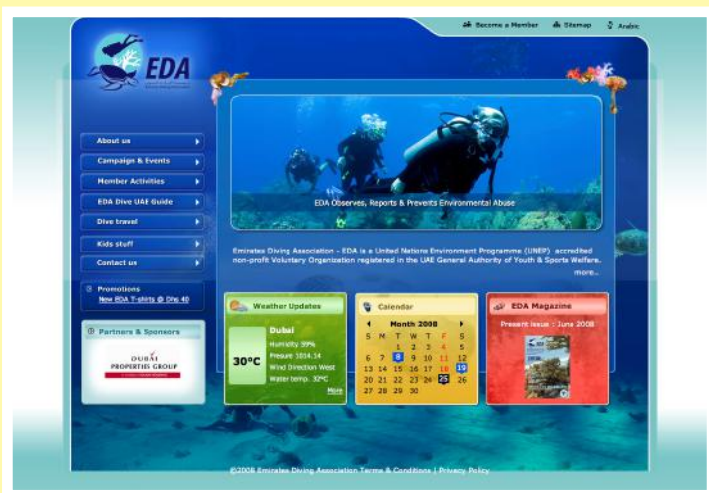 Become a Member Sitemap Arabic
EDA
About us
Campaign & Events
Member Activities
EDA Dive UAE Guide
Dive travel
Kids stuff
Contact us
Promotions
New EDA T-shirts @ Dhs 40
Partners & Sponsors
DUBAI
PROPERTIES GROUP
EDA Observes, Reports & Prevents Environmental Abuse
Emirates Diving Association - EDA is a United Nations Environment Programme (UNEP) accredited
non-profit Voluntary Organization registered in the UAE General Authority of Youth & Sports Welfare.
more..
Weather Updates
30°C
Dubai
Humidity 59%
Presure 1014.14
Wind Direction West
Water temp. 32°C
More
Calendar
Month 2008
S M T W T F S
1 2 3 4 5
6 7 8 9 10 11 12
13 14 15 16 17 18 19
20 21 22 23 24 25 26
27 28 29 30
EDA Magazine
Present issue : June 2008
©2008 Emirates Diving Association Terms & Conditions | Privacy Policy